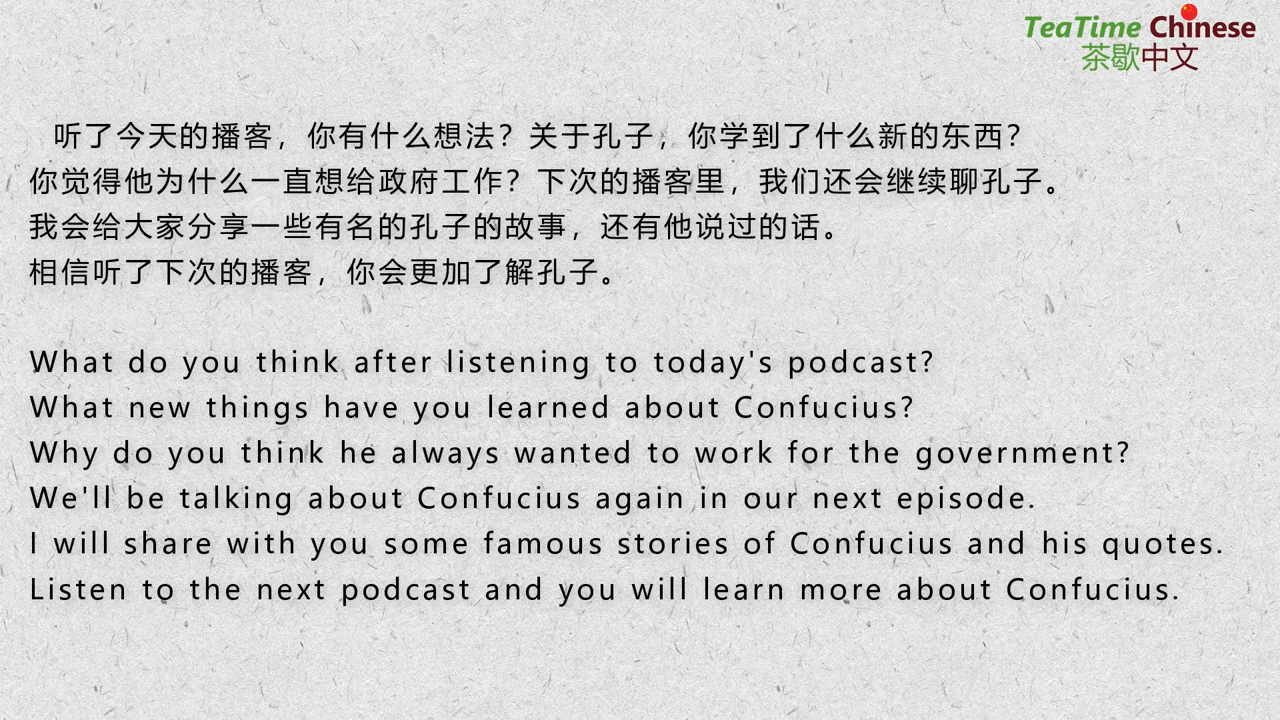 TeaTime Chinese
茶歇中文
听了今天的播客，你有什么想法？关于孔子，你学到了什么新的东西？
你觉得他为什么一直想给政府工作？下次的播客里，我们还会继续聊孔子。
我会给大家分享一些有名的孔子的故事，还有他说过的话。
相信听了下次的播客，你会更加了解孔子。
What do you think after listening to today's podcast?
What new things have you learned about Confucius?
Why do you think he always wanted to work for the government?
We'll be talking about Confucius again in our next episode.
I will share with you some famous stories of Confucius and his quotes.
Listen to the next podcast and you will learn more about Confucius.